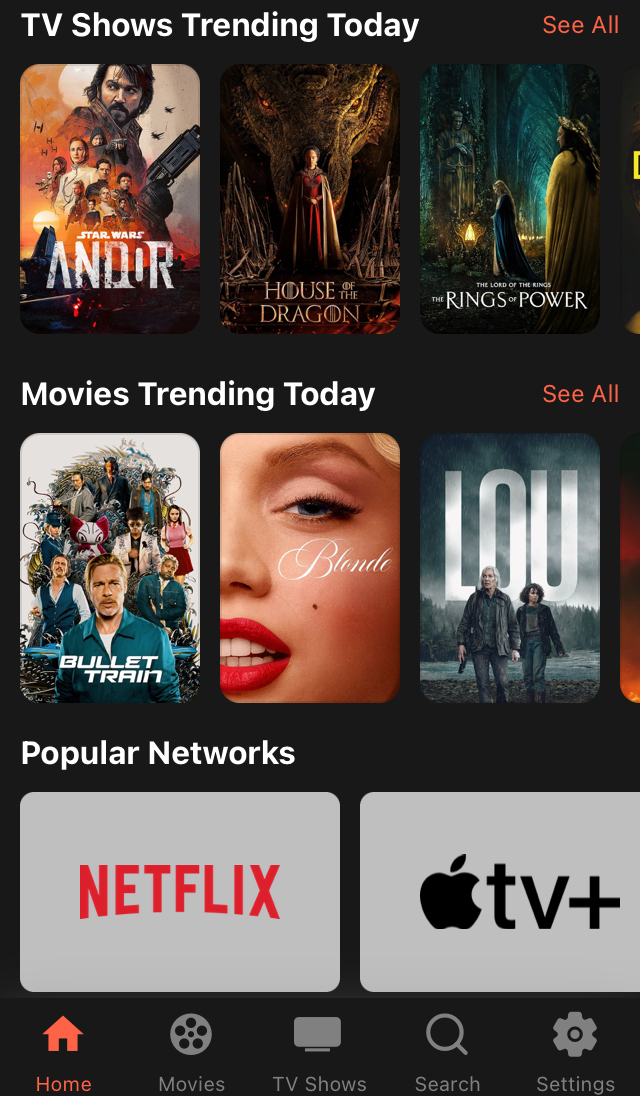 TV Shows Trending Today
See All
STAR WARS
ANDOR
HOUSE OF THE
DRAGON
THE LORD OF THE RINGS
THE RINGS OF POWER
Movies Trending Today
See All
BULLET
TRAIN
Blonde
LOU
Popular Networks
NETFLIX
tv+
Home
Movies
TV Shows
Search
Settings